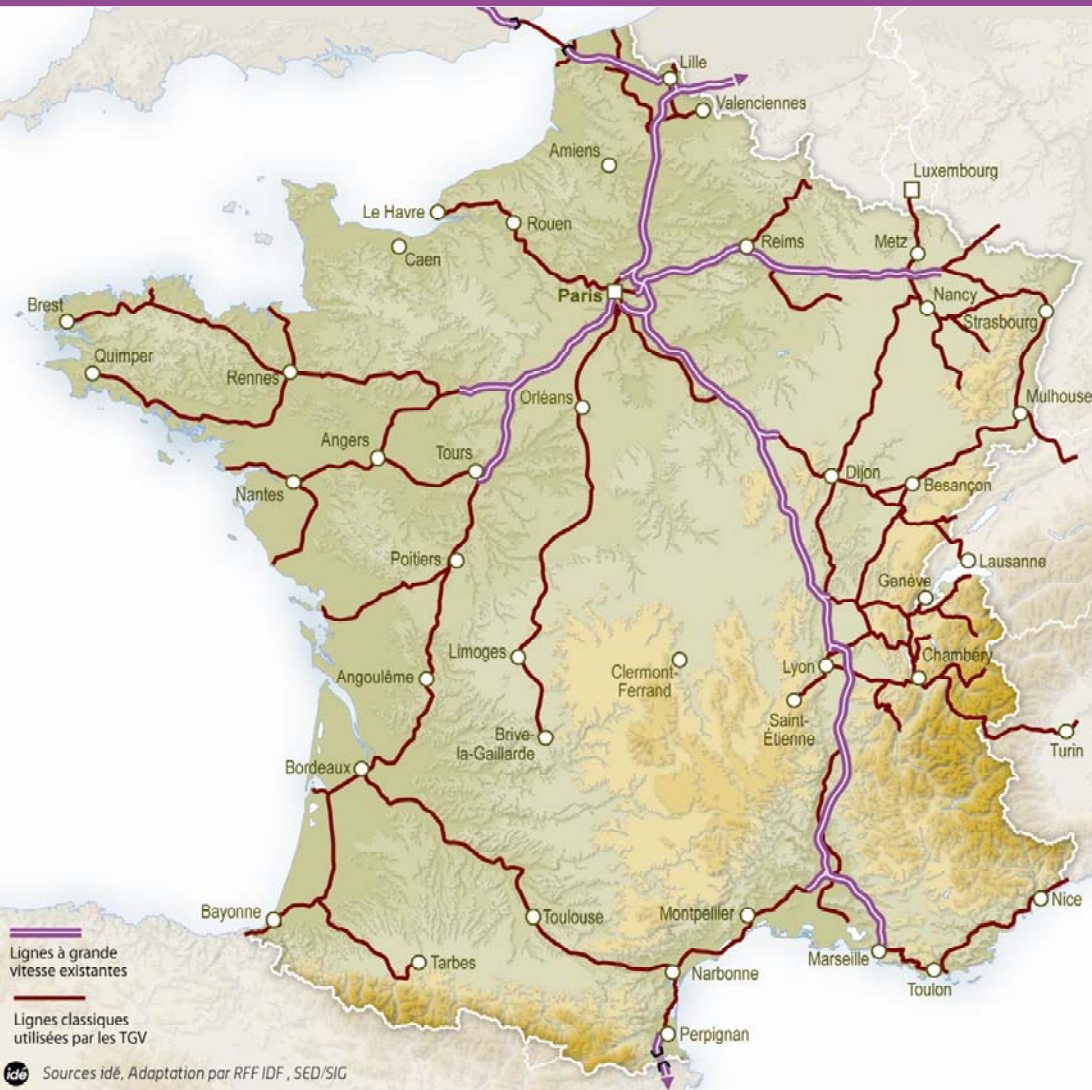 Lille
Valenciennes
Amiens
Luxembourg
Le Havre
Rouen
Reims
Metz
Caen
Paris
Nancy
Strasbourg
Brest
Quimper
Rennes
Orléans
Mulhouse
Angers
Tours
Dijon
Besançon
Nantes
Poitiers
Lausanne
Genève
Limoges
Clermont-
Ferrand
Lyon
Chambéry
Angoulême
Saint-
Étienne
Brive-
la-Gaillarde
Turin
Bordeaux
Nice
Bayonne
Toulouse
Montpellier
Lignes à grande
vitesse existantes
Tarbes
Marseille
Narbonne
Toulon
Lignes classiques
utilisées par les TGV
Perpignan
idé Sources idé, Adaptation par RFF IDF , SED/SIG